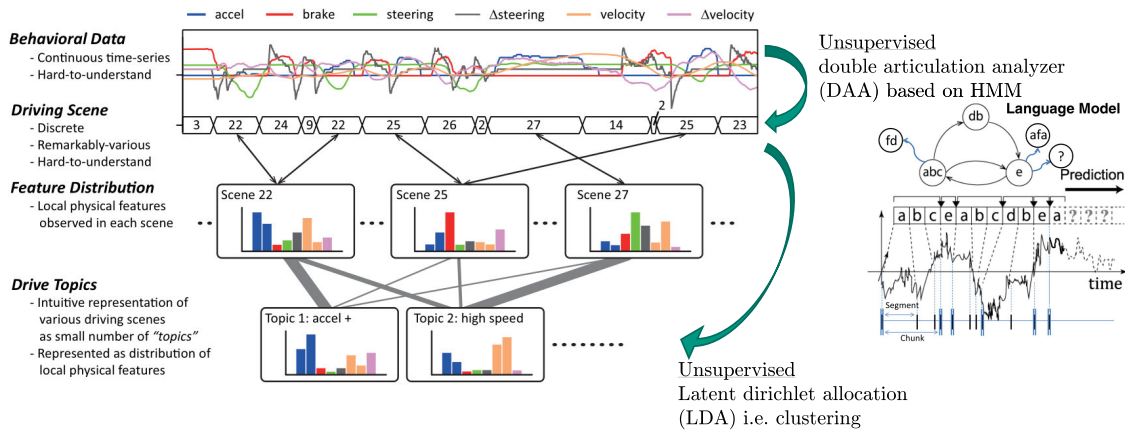 accel brake steering Δsteering velocity Δvelocity
Behavioral Data
- Continuous time-series
- Hard-to-understand
Driving Scene
- Discrete
- Remarkably-various
- Hard-to-understand
3 22 24 9 22 25 26 2 27 14 2 25 23
Feature Distribution
- Local physical features
observed in each scene
Scene 22
Scene 25
Scene 27
Drive Topics
- Intuitive representation of
various driving scenes
as small number of “topics”
- Represented as distribution of
local physical features
Topic 1: accel +
Topic 2: high speed
Unsupervised
double articulation analyzer
(DAA) based on HMM
Language Model
db
fd
afa
abc
e
?
Prediction
a b c e a b c d b e a ? ? ?
time
Segment
Chunk
Unsupervised
Latent dirichlet allocation
(LDA) i.e. clustering